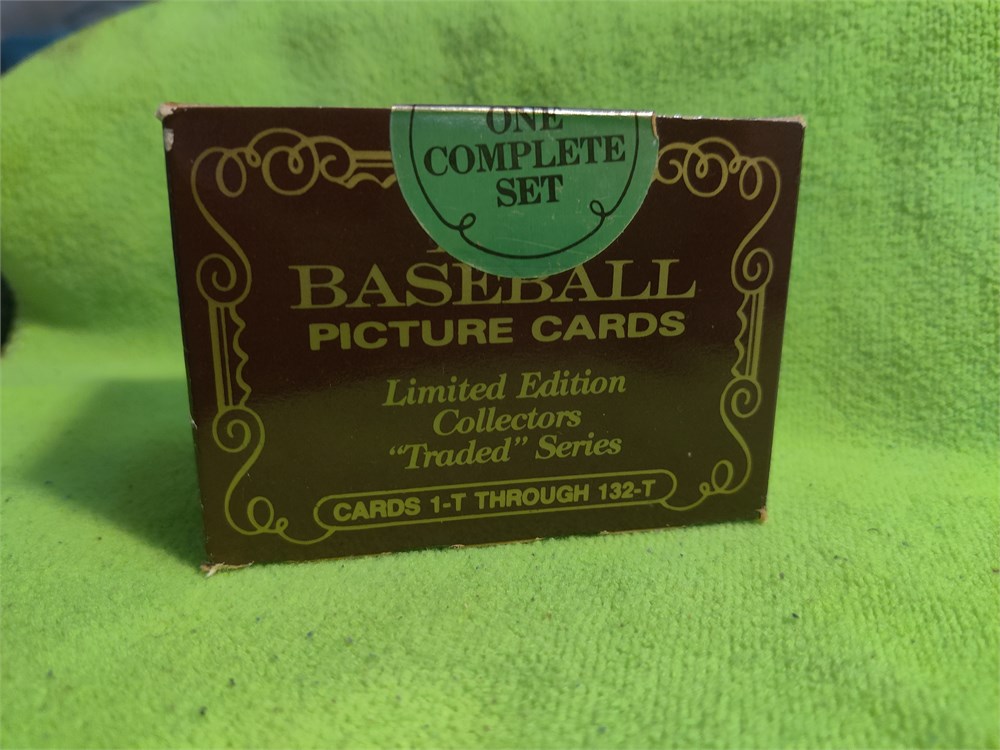 ONE
COMPLETE
SET
BASEBALL
PICTURE CARDS
Limited Edition
Collectors
“Traded” Series
CARDS 1-T THROUGH 132-T